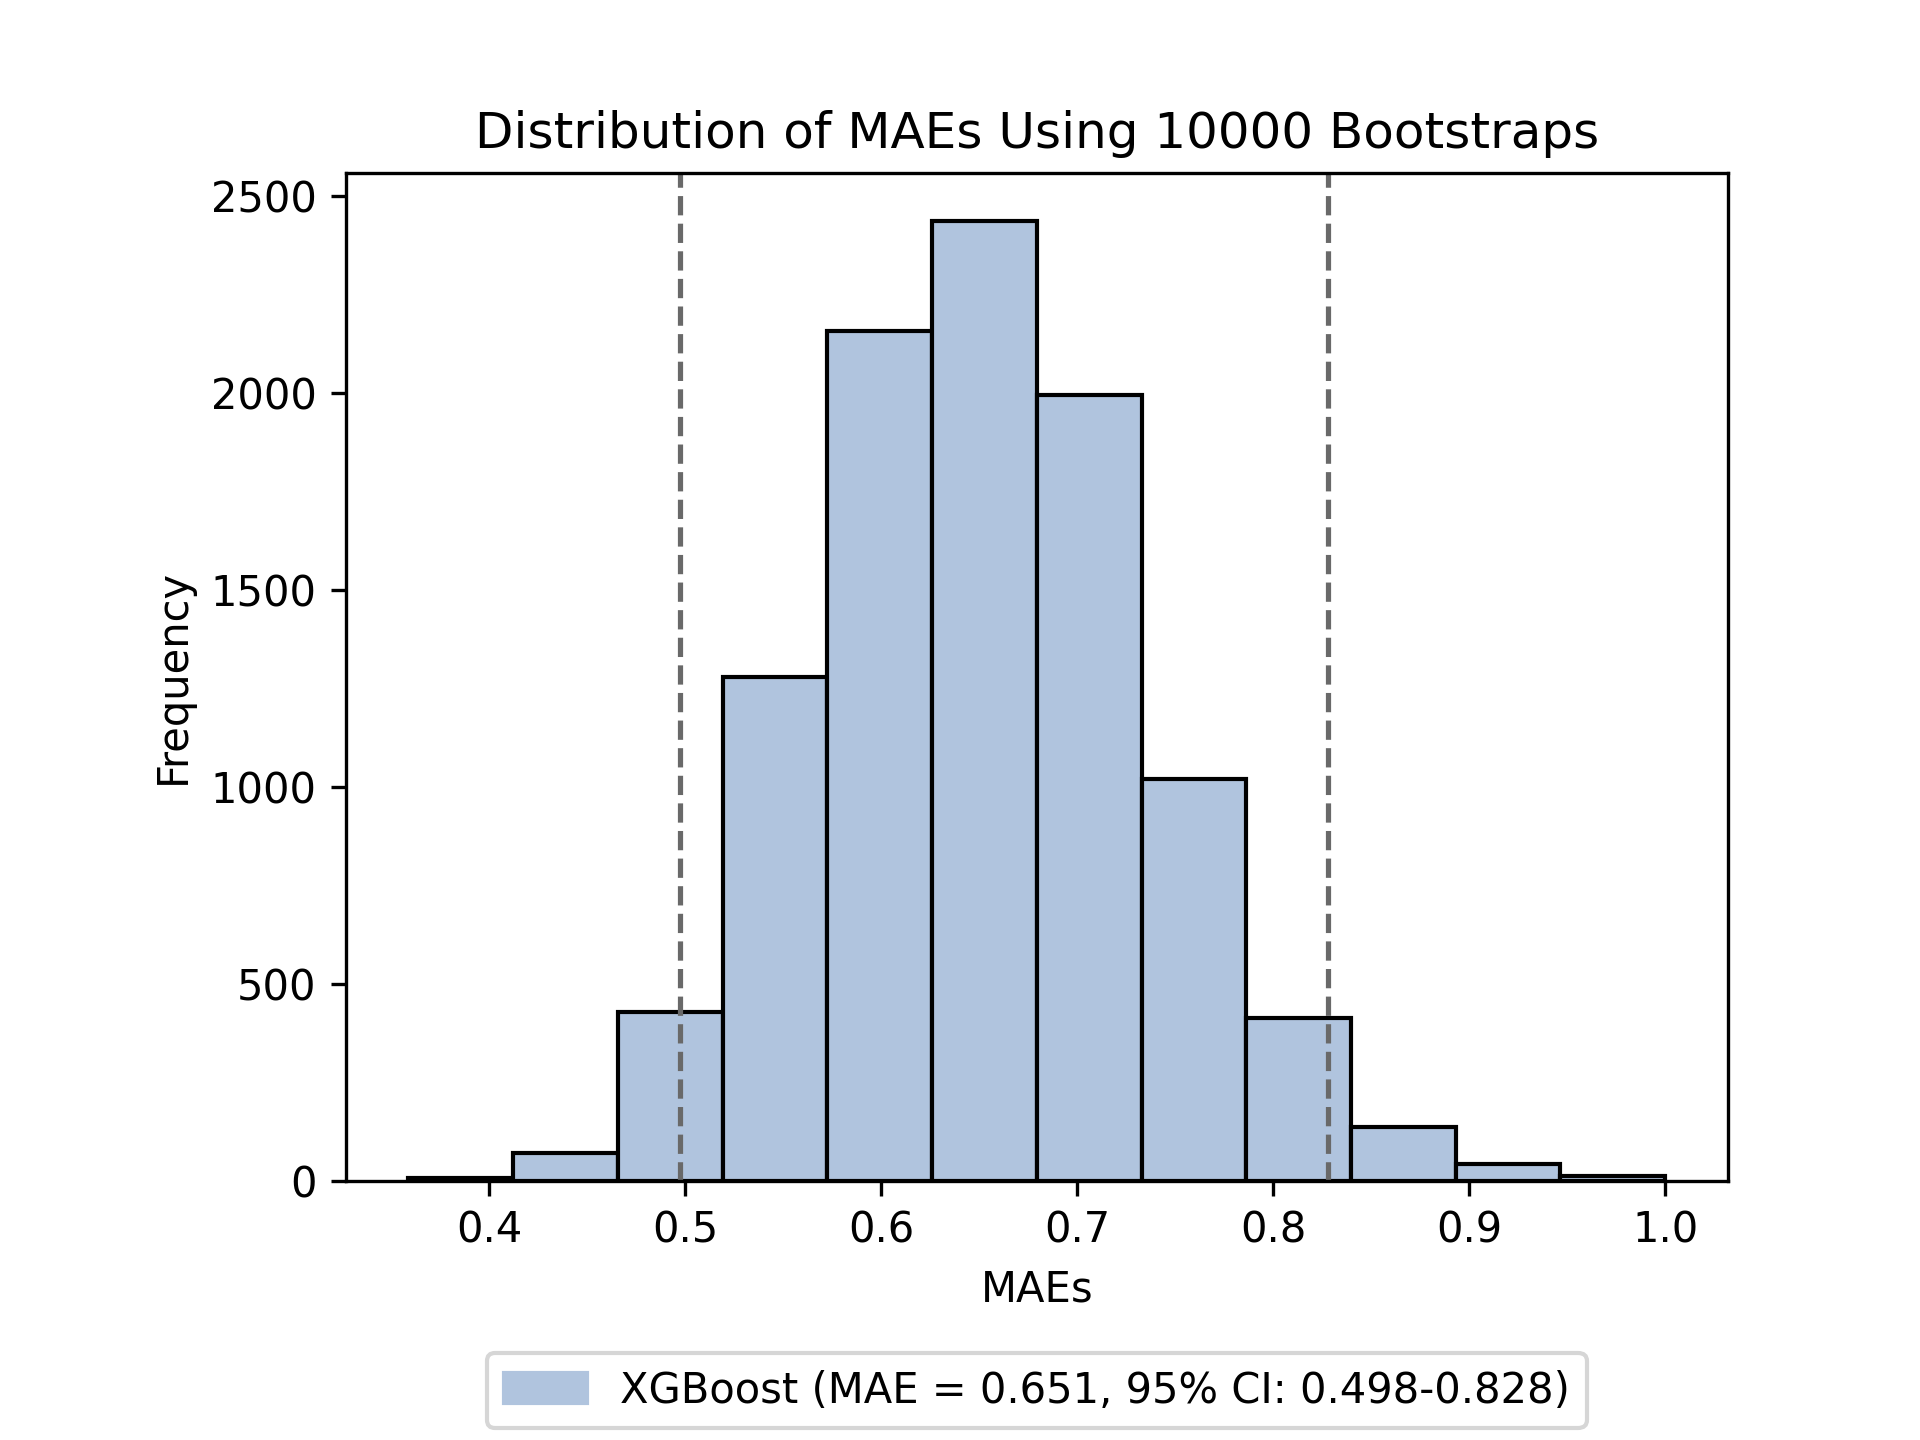 Distribution of MAEs Using 10000 Bootstraps
2500
2000
1500
1000
500
0
Frequency
0.4 0.5 0.6 0.7 0.8 0.9 1.0
MAEs
XGBoost (MAE = 0.651, 95% CI: 0.498-0.828)